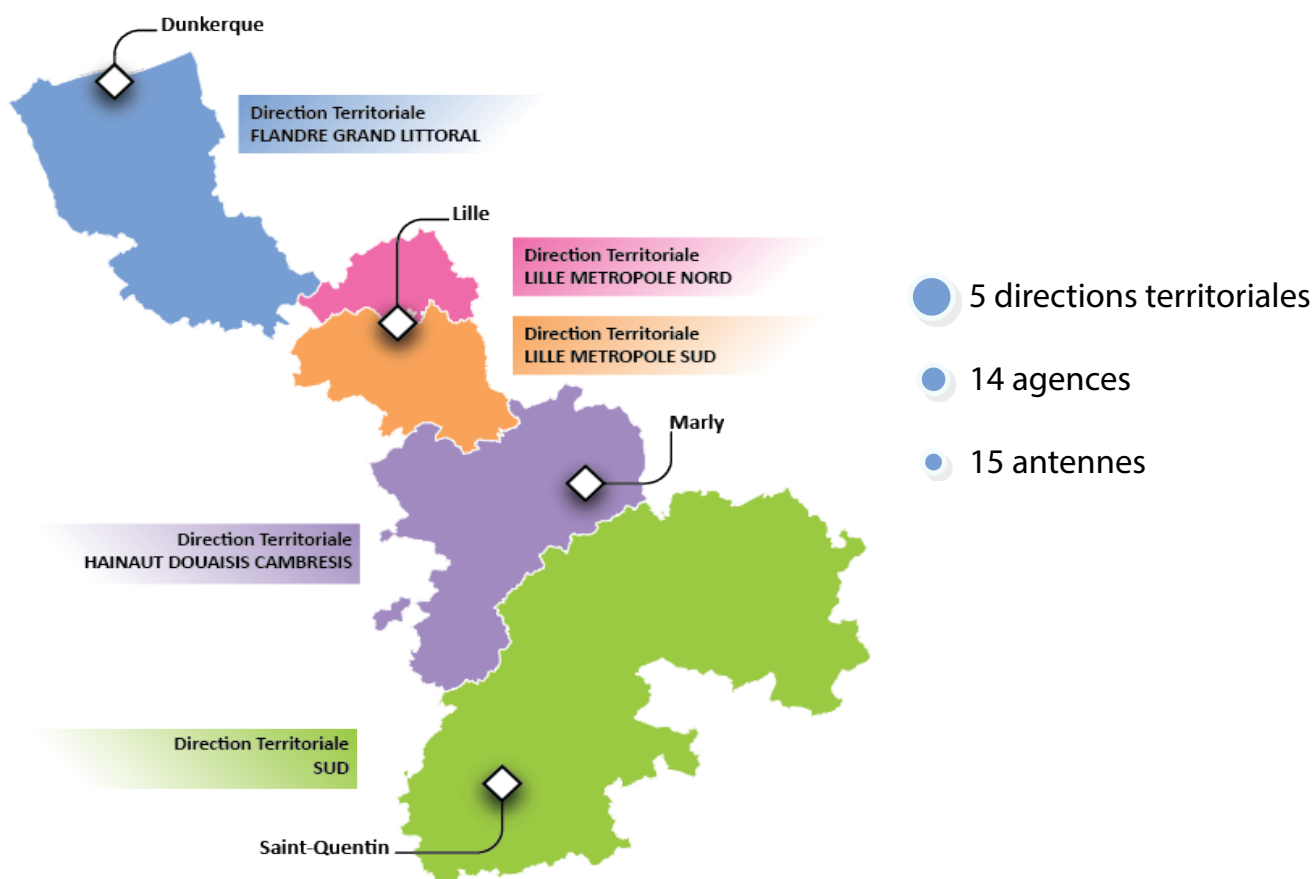 Dunkerque
Direction Territoriale
FLANDRE GRAND LITTORAL
Lille
Direction Territoriale
LILLE METROPOLE NORD
Direction Territoriale
LILLE METROPOLE SUD
Marly
Direction Territoriale
HAINAUT DOUAISIS CAMBRESIS
Direction Territoriale
SUD
Saint-Quentin
5 directions territoriales
14 agences
15 antennes